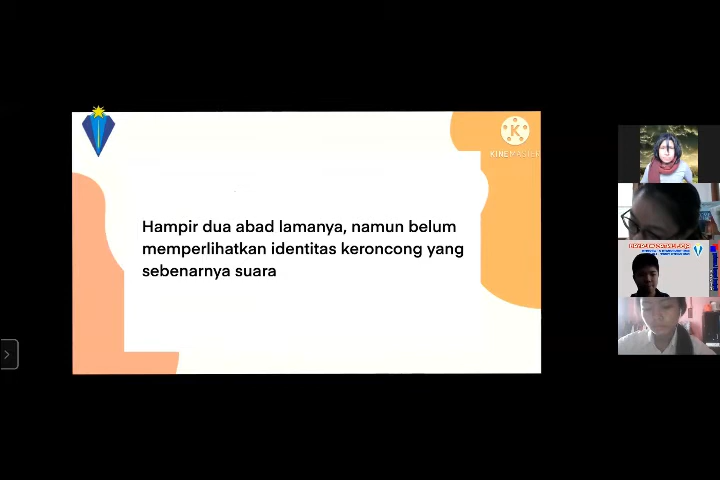 Hampir dua abad lamanya, namun belum
memperlihatkan identitas keroncong yang
sebenarnya suara
KINEMASTER